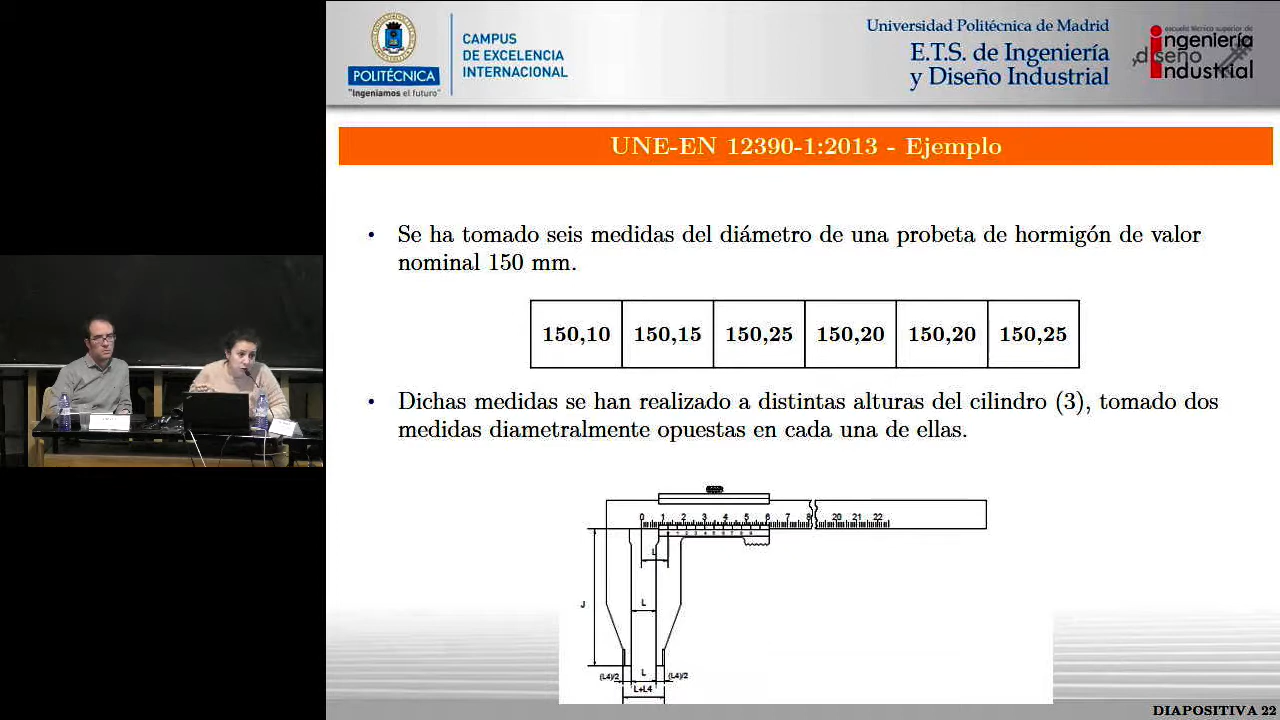 POLITÉCNICA
"Ingeniamos el futuro"
CAMPUS
DE EXCELENCIA
INTERNACIONAL
Universidad Politécnica de Madrid
E.T.S. de Ingeniería
y Diseño Industrial
escuela técnica superior de
ingeniería
diseño
industrial
UNE-EN 12390-1:2013 - Ejemplo
• Se ha tomado seis medidas del diámetro de una probeta de hormigón de valor
nominal 150 mm.
150,10 150,15 150,25 150,20 150,20 150,25
• Dichas medidas se han realizado a distintas alturas del cilindro (3), tomado dos
medidas diametralmente opuestas en cada una de ellas.
0 1 2 3 4 5 6 7 8 20 21 22
L
J
L
(L4)/2 L (L4)/2
L+L4
DIAPOSITIVA 22